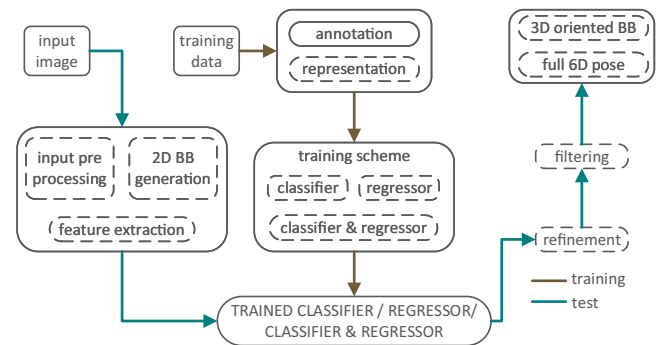 input
image
training
data
annotation
representation
3D oriented BB
full 6D pose
input pre
processing
2D BB
generation
feature extraction
training scheme
classifier
regressor
classifier & regressor
filtering
refinement
training
test
TRAINED CLASSIFIER / REGRESSOR/
CLASSIFIER & REGRESSOR